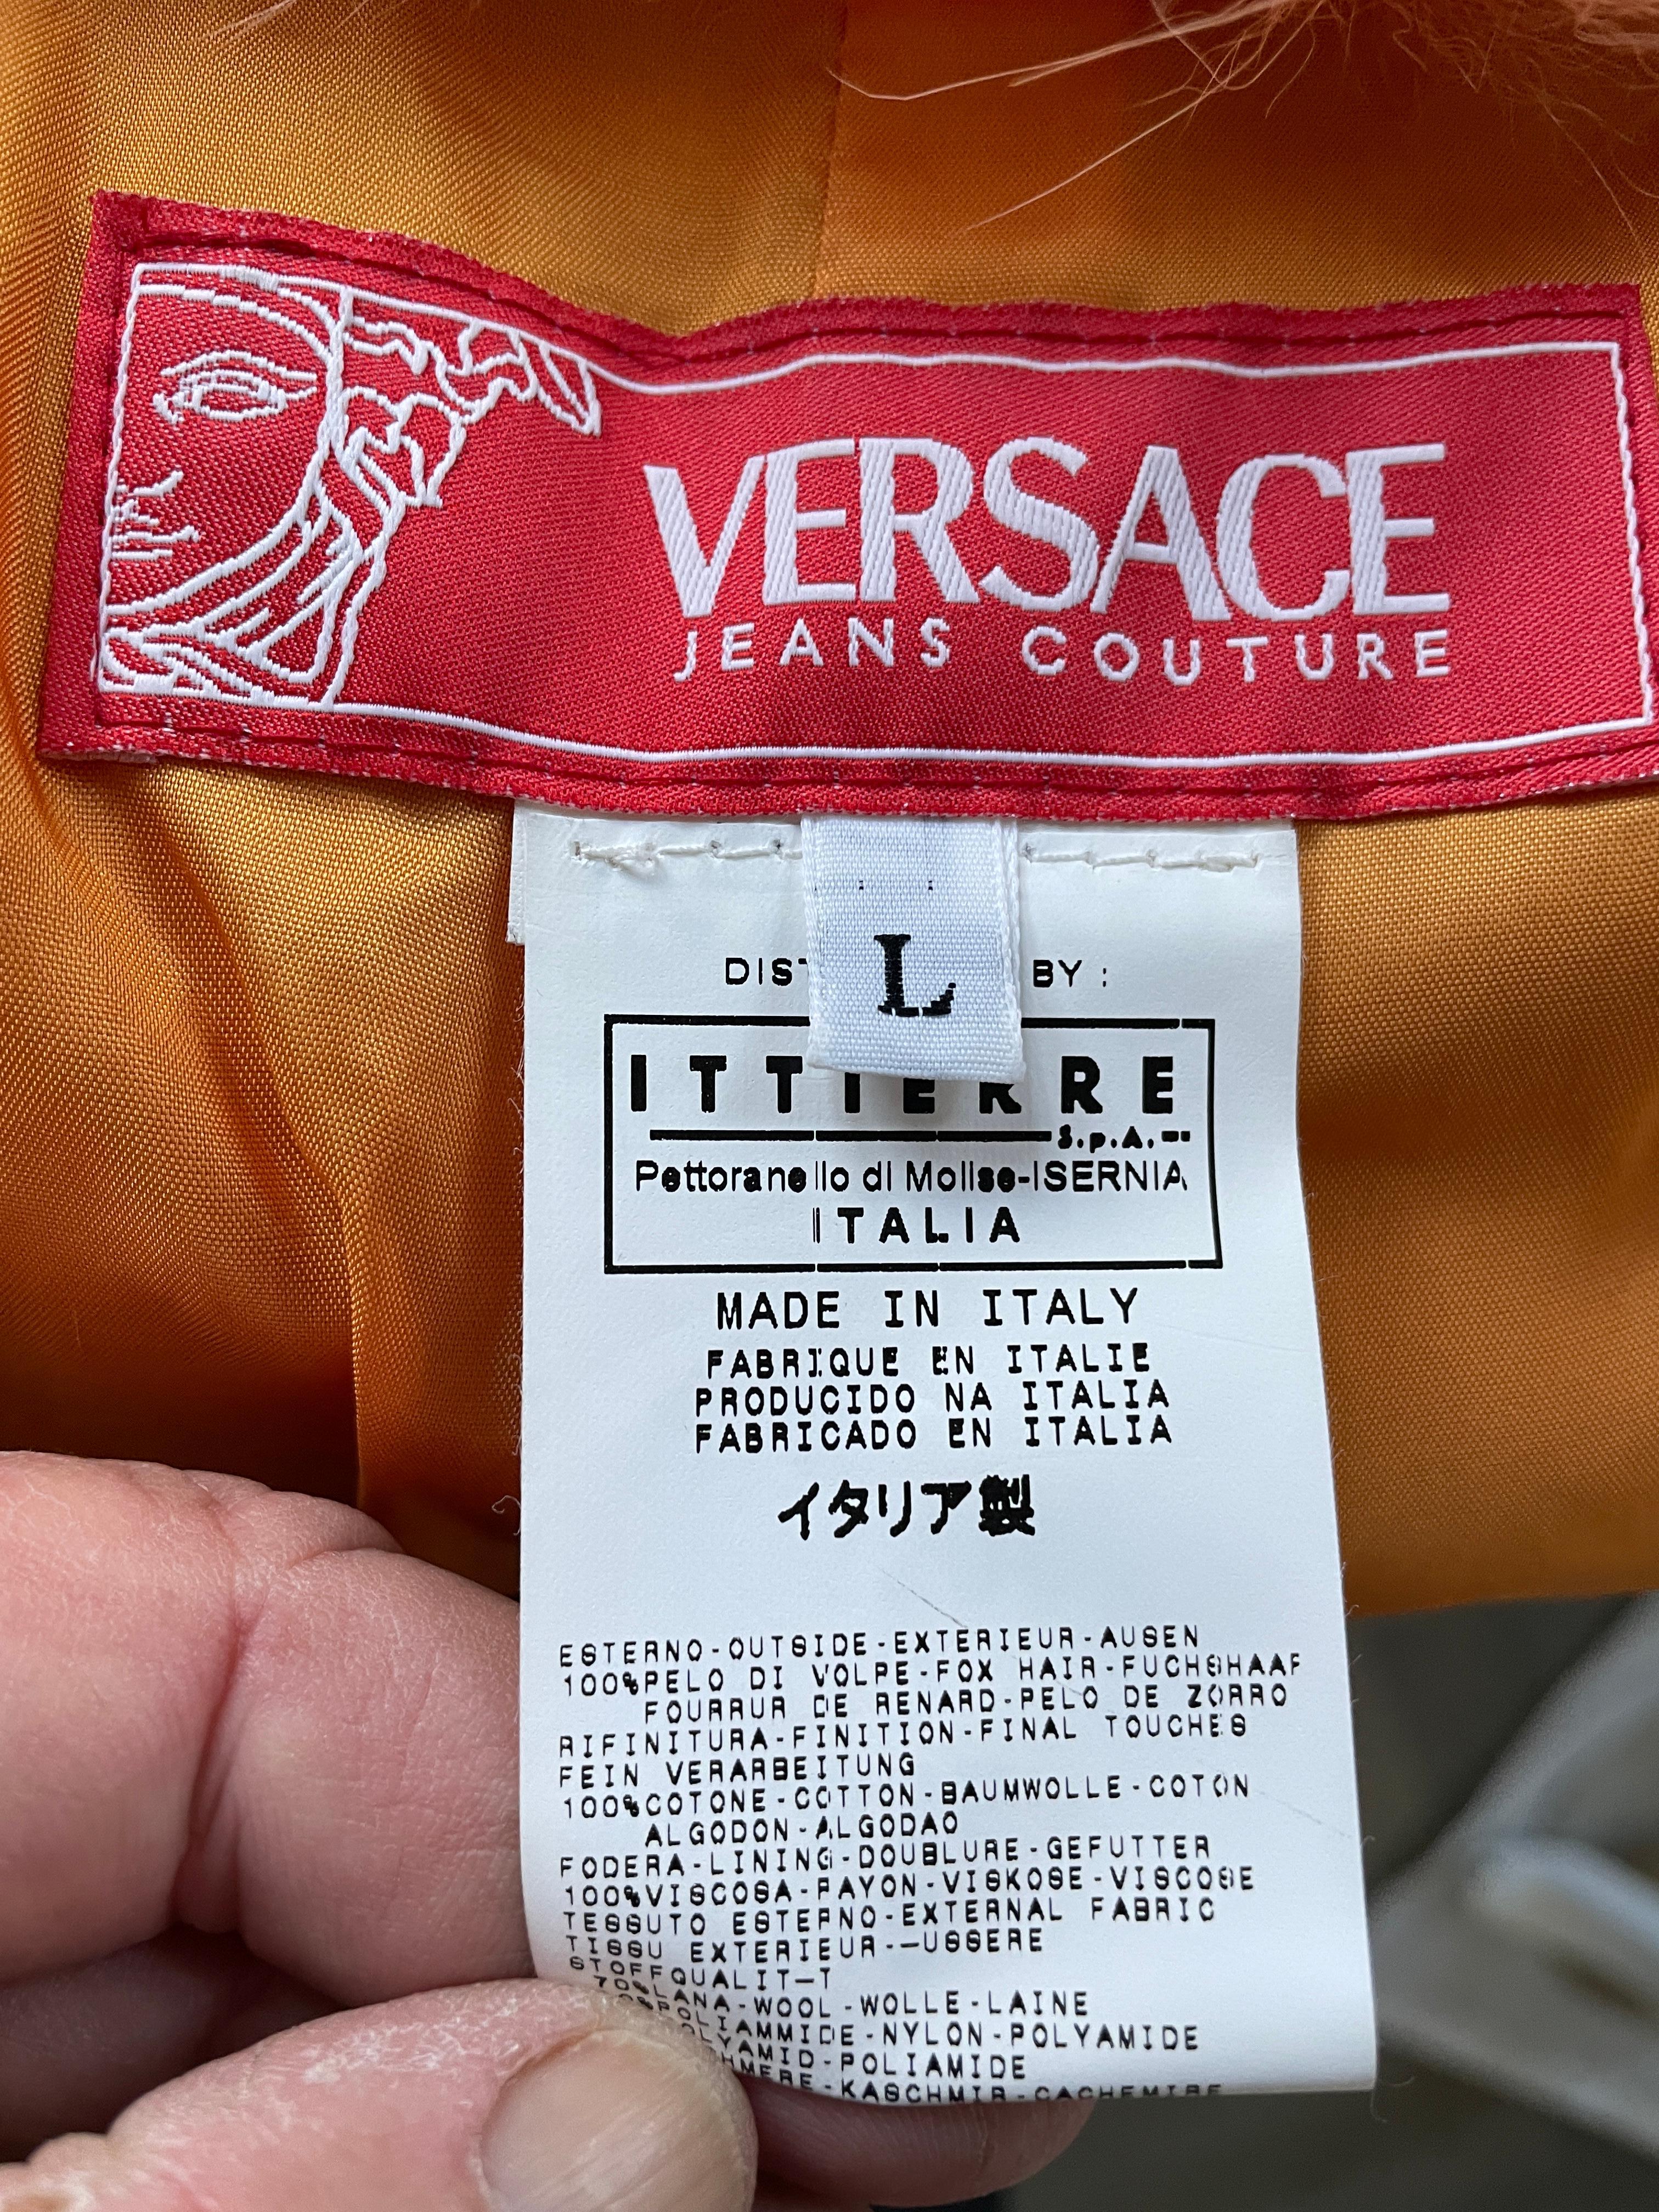 VERSACE
JEANS COUTURE
L
BY :
ITTIERRE
S.p.A.
Pettoranello di Molise-ISERNIA
ITALIA
MADE IN ITALY
FABRIQUE EN ITALIE
PRODUCIDO NA ITALIA
FABRICADO EN ITALIA
イタリア製
ESTERNO-OUTSIDE-EXTERIEUR-AUSEN
100%PELO DI VOLPE-FOX HAIR-FUCHSHAAR
FOURRUR DE RENARD-PELO DE ZORRO
RIFINITURA-FINITION-FINAL TOUCHES
FEIN VERARBEITUNG
100%COTONE-COTTON-BAUMWOLLE-COTON
ALGODON-ALGODAO
FODERA-LINING-DOUBLURE-GEFUTTER
100%VISCOSA-RAYON-VISKOSE-VISCOSE
TESSUTO ESTERNO-EXTERNAL FABRIC
TISSU EXTERIEUR-—USSERE
STOFFQUALIT—T
70%LANA-WOOL-WOLLE-LAINE
POLIAMMIDE-NYLON-POLYAMIDE
-POLIAMIDE
-KASCHMIR-CACHEMIRE